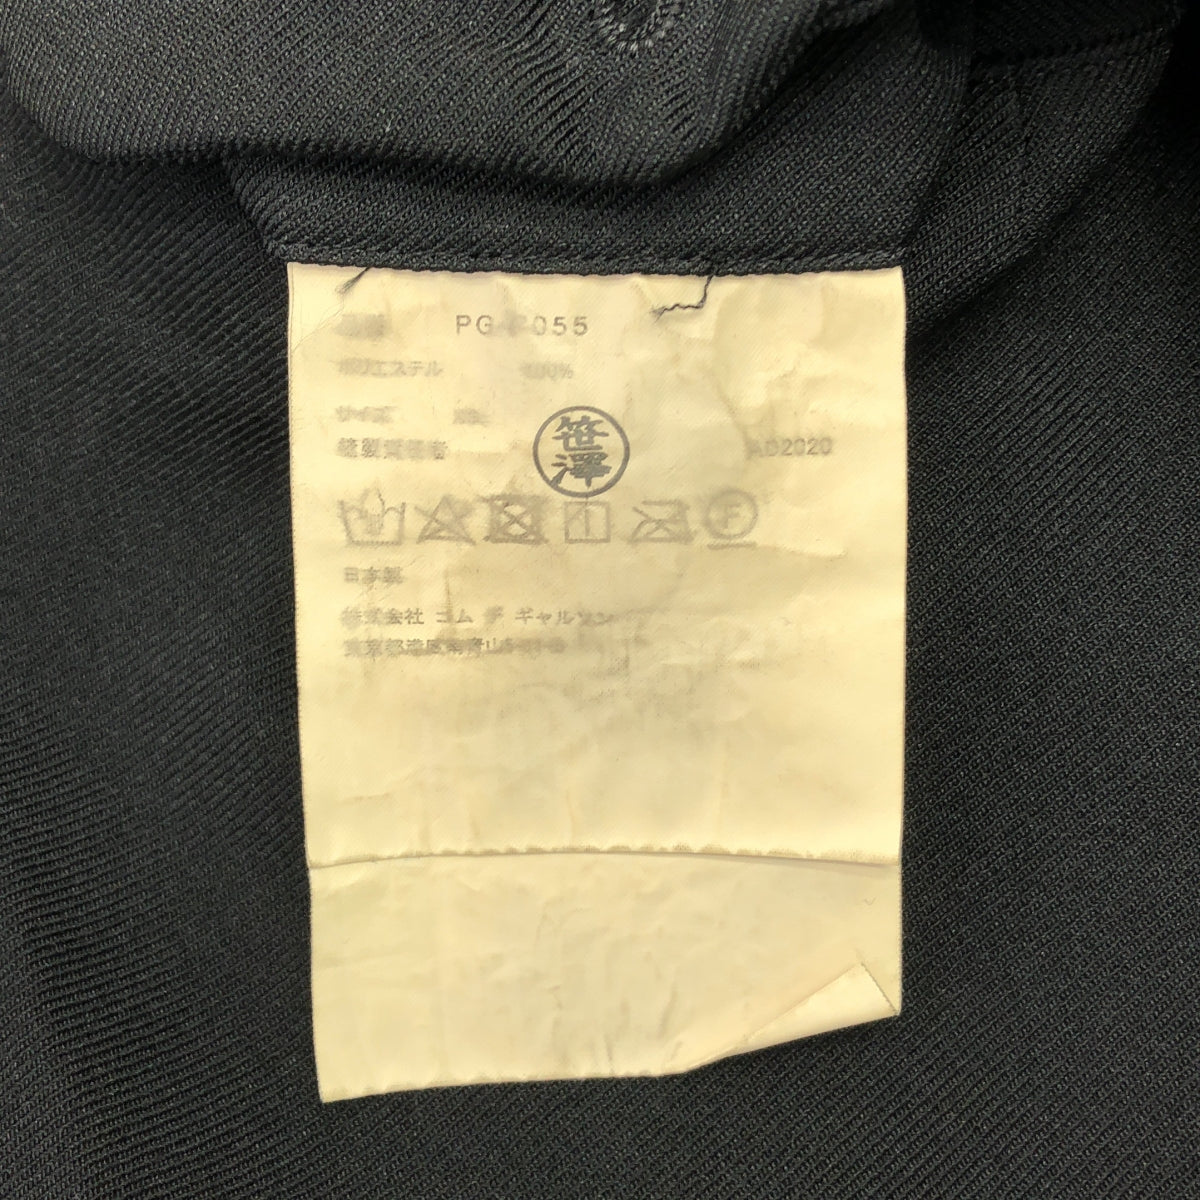 PG 055
ポリエステル 100%
サイズ
縫製責任者 笹澤 AD2020
F
日本製
株式会社 コム デ ギャルソン
東京都港区南青山